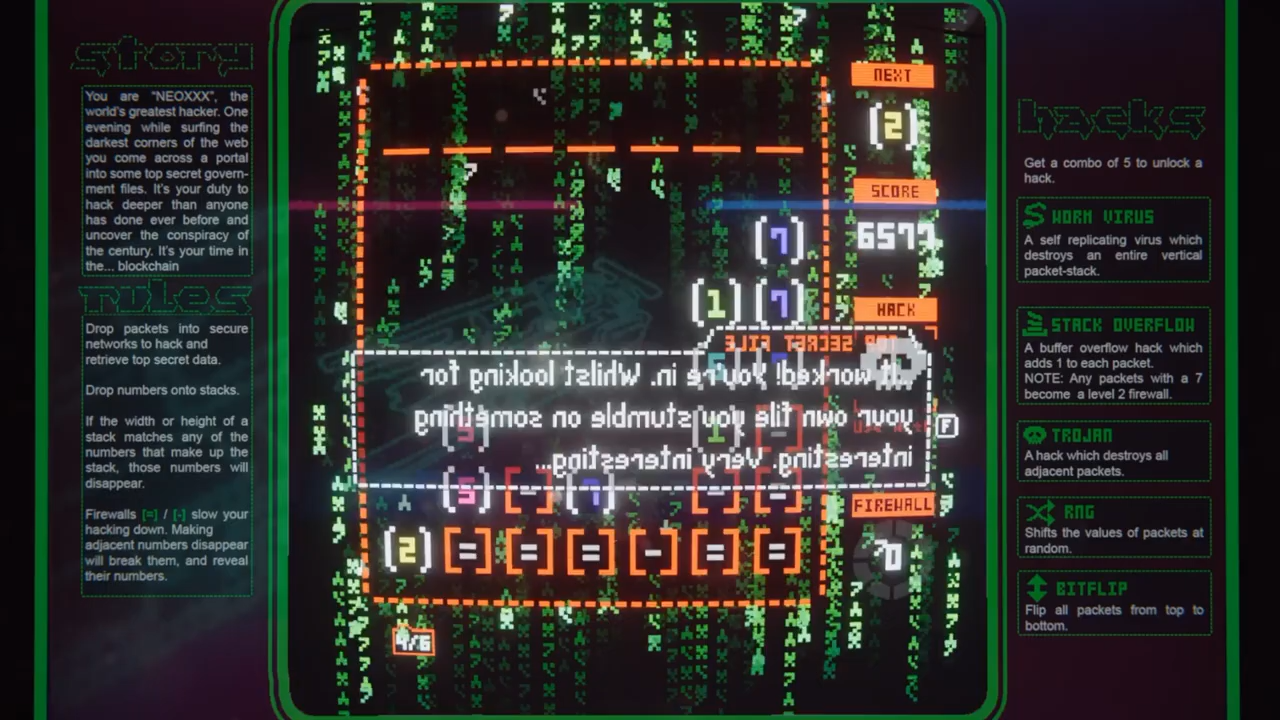 story
You are "NEOXXX", the
world's greatest hacker. One
evening while surfing the
darkest corners of the web
you come across a portal
into some top secret govern-
ment files. It's your duty to
hack deeper than anyone
has done ever before and
uncover the conspiracy of
the century. It's your time in
the... blockchain
rules
Drop packets into secure
networks to hack and
retrieve top secret data.
Drop numbers onto stacks.
If the width or height of a
stack matches any of the
numbers that make up the
stack, those numbers will
disappear.
Firewalls [=] / [-] slow your
hacking down. Making
adjacent numbers disappear
will break them, and reveal
their numbers.
NEXT
(2)
SCORE
6577
HACK
(7)
(1) (7)
TOP SECRET FILE
...It worked! You're in. Whilst looking for
your own file you stumble on something
interesting. Very interesting...
[F]
(5) [-] (7) [-] [-]
FIREWALL
(2) [=] [=] [=] [-] [=] [=]
70
4/6
hacks
Get a combo of 5 to unlock a
hack.
WORM VIRUS
A self replicating virus which
destroys an entire vertical
packet-stack.
STACK OVERFLOW
A buffer overflow hack which
adds 1 to each packet.
NOTE: Any packets with a 7
become a level 2 firewall.
TROJAN
A hack which destroys all
adjacent packets.
RNG
Shifts the values of packets at
random.
BITFLIP
Flip all packets from top to
bottom.